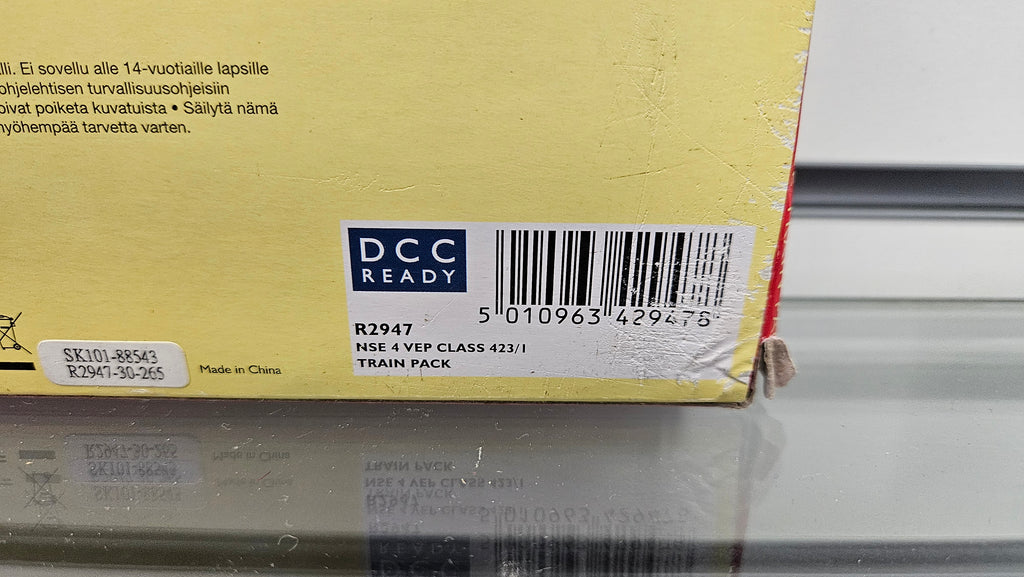 lli. Ei sovellu alle 14-vuotiaille lapsille
ohjelehtisen turvallisuusohjeisiin
oivat poiketa kuvatuista • Säilytä nämä
myöhempää tarvetta varten.
DCC
READY
5 010963 429478
R2947
NSE 4 VEP CLASS 423/1
TRAIN PACK
SK101-88543
R2947-30-265
Made in China